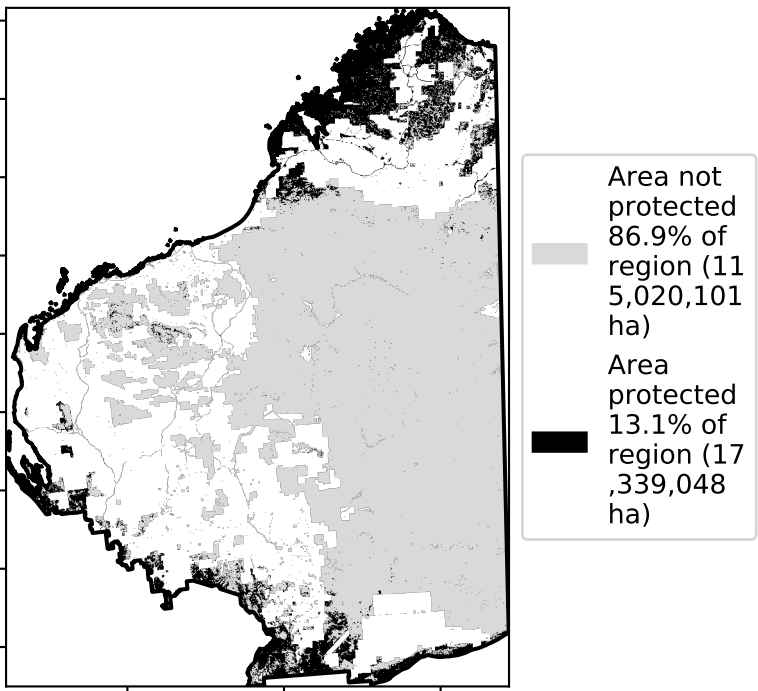 Area not
protected
86.9% of
region (11
5,020,101
ha)
Area
protected
13.1% of
region (17
,339,048
ha)